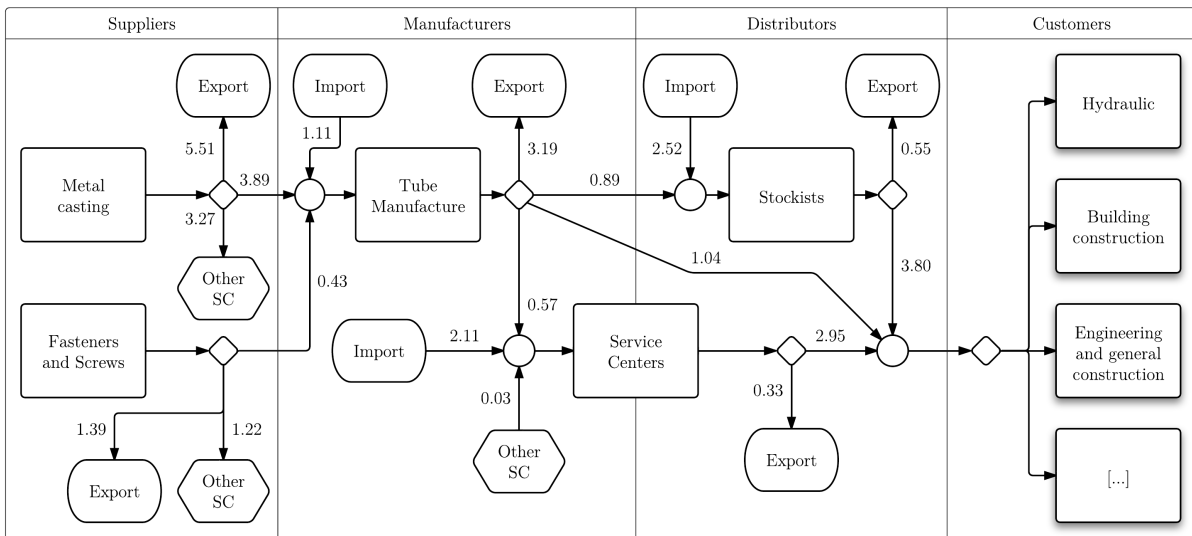 Suppliers
Manufacturers
Distributors
Customers
Export
Import
Export
Import
Export
Hydraulic
1.11
5.51
3.19
2.52
0.55
3.89
0.89
Metal
casting
Tube
Manufacture
Stockists
3.27
Building
construction
Other
SC
0.43
1.04
3.80
0.57
Fasteners
and Screws
Import
2.11
Service
Centers
2.95
Engineering
and general
construction
0.03
0.33
1.39
1.22
Export
Other
SC
Other
SC
Export
[...]